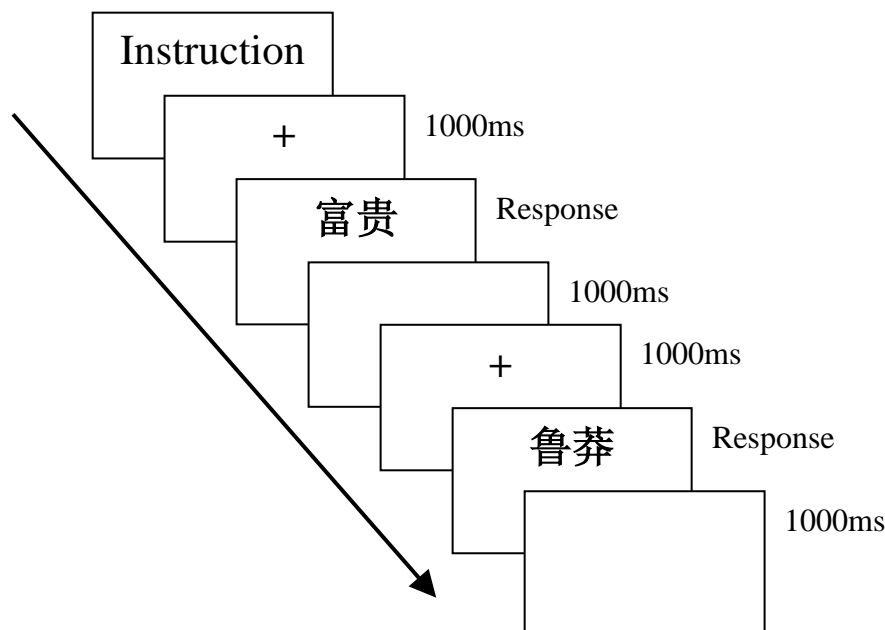 Instruction
+
1000ms
富贵
Response
1000ms
+
1000ms
鲁莽
Response
1000ms